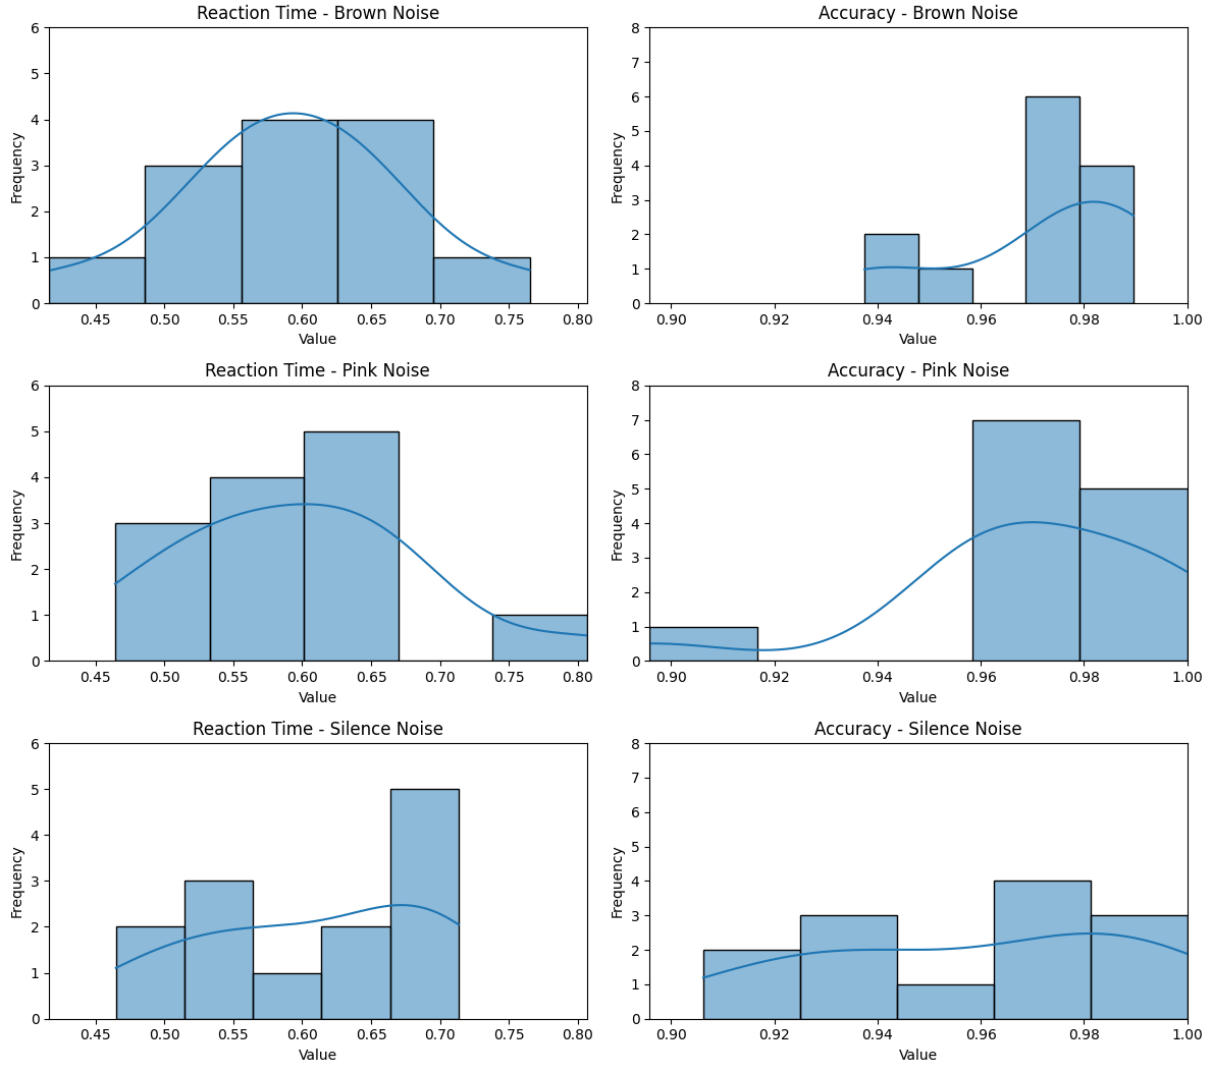 Reaction Time - Brown Noise
Frequency
6
5
4
3
2
1
0
0.45 0.50 0.55 0.60 0.65 0.70 0.75 0.80
Value
Accuracy - Brown Noise
Frequency
8
7
6
5
4
3
2
1
0
0.90 0.92 0.94 0.96 0.98 1.00
Value
Reaction Time - Pink Noise
Frequency
6
5
4
3
2
1
0
0.45 0.50 0.55 0.60 0.65 0.70 0.75 0.80
Value
Accuracy - Pink Noise
Frequency
8
7
6
5
4
3
2
1
0
0.90 0.92 0.94 0.96 0.98 1.00
Value
Reaction Time - Silence Noise
Frequency
6
5
4
3
2
1
0
0.45 0.50 0.55 0.60 0.65 0.70 0.75 0.80
Value
Accuracy - Silence Noise
Frequency
8
7
6
5
4
3
2
1
0
0.90 0.92 0.94 0.96 0.98 1.00
Value